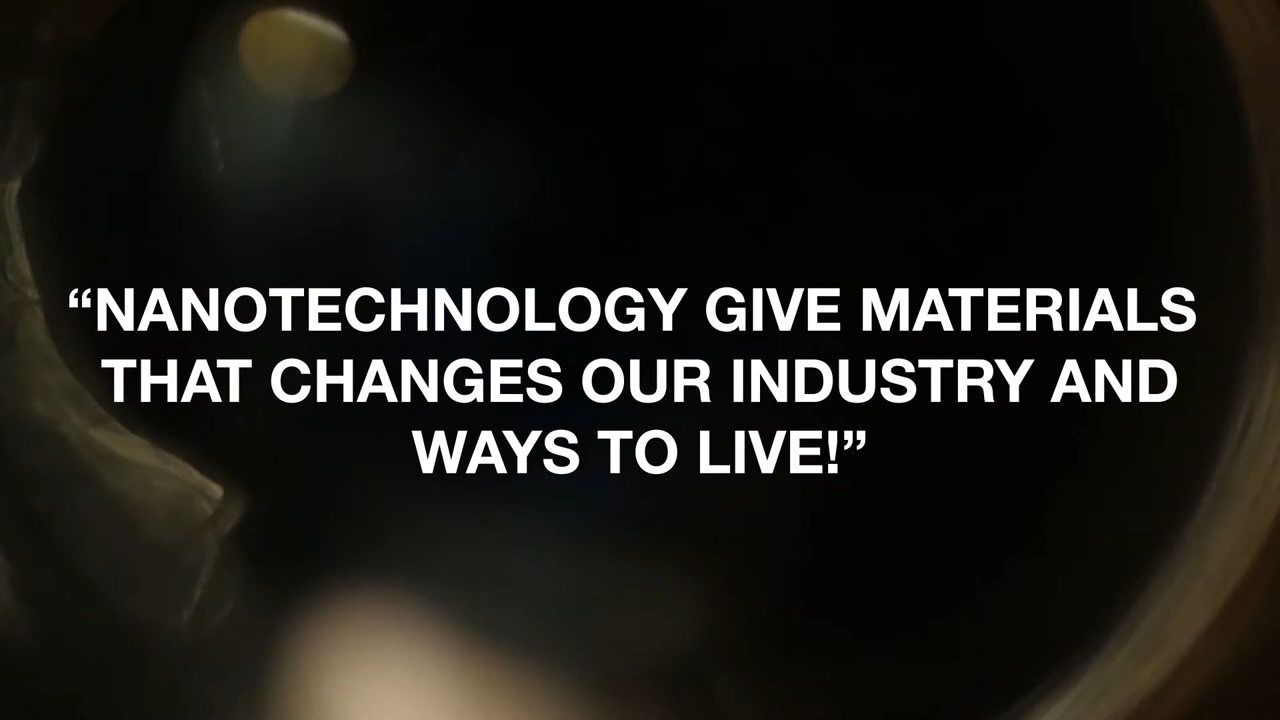 “NANOTECHNOLOGY GIVE MATERIALS
THAT CHANGES OUR INDUSTRY AND
WAYS TO LIVE!”